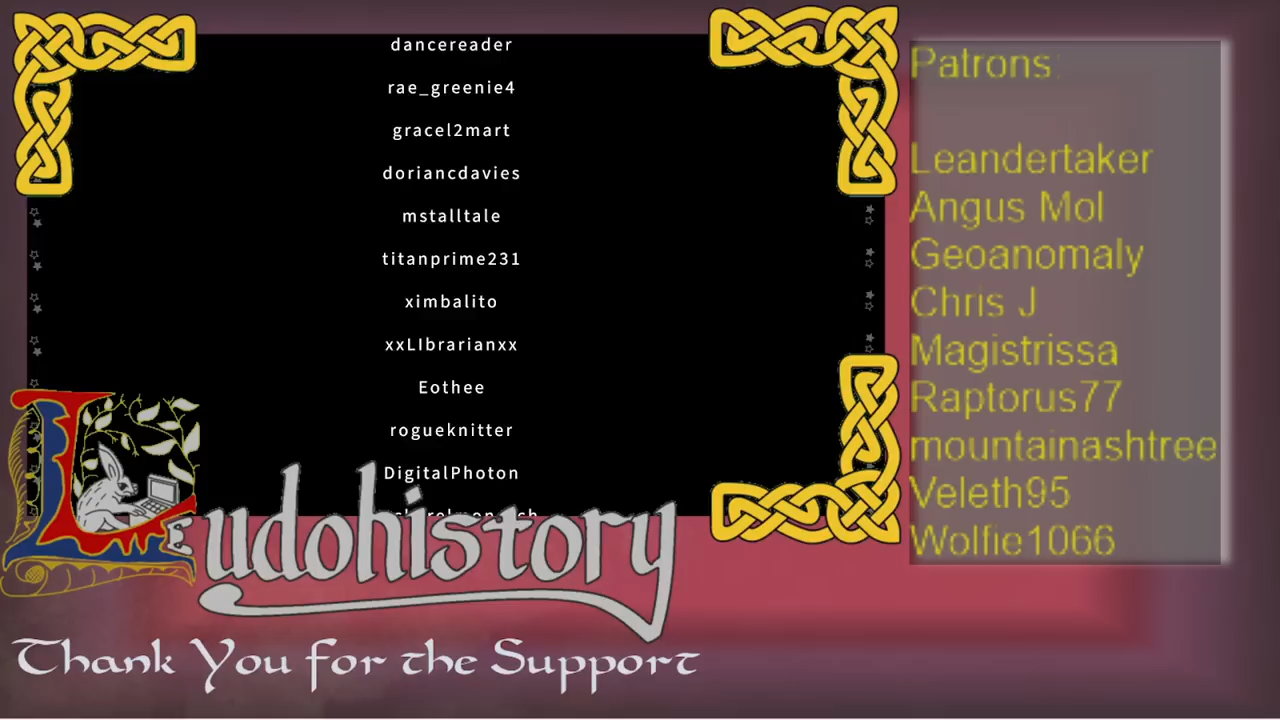 dancereader
rae_greenie4
gracel2mart
doriancdavies
mstalltale
titanprime231
ximbalito
xxLIbrarianxx
Eothee
rogueknitter
DigitalPhoton
Ludohistory
Thank You for the Support
Patrons:
Leandertaker
Angus Mol
Geoanomaly
Chris J
Magistrissa
Raptorus77
mountainashtree
Veleth95
Wolfie1066